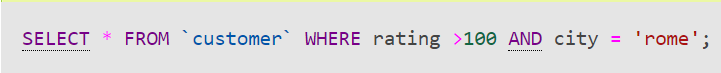 SELECT * FROM `customer` WHERE rating >100 AND city = 'rome';